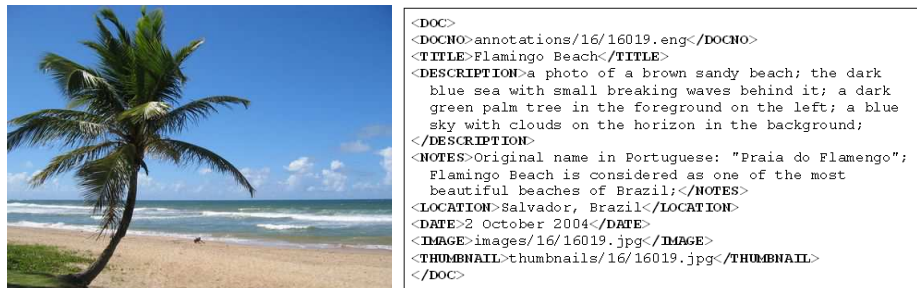 <DOC>
<DOCNO>annotations/16/16019.eng</DOCNO>
<TITLE>Flamingo Beach</TITLE>
<DESCRIPTION>a photo of a brown sandy beach; the dark
blue sea with small breaking waves behind it; a dark
green palm tree in the foreground on the left; a blue
sky with clouds on the horizon in the background;
</DESCRIPTION>
<NOTES>Original name in Portuguese: "Praia do Flamengo";
Flamingo Beach is considered as one of the most
beautiful beaches of Brazil;</NOTES>
<LOCATION>Salvador, Brazil</LOCATION>
<DATE>2 October 2004</DATE>
<IMAGE>images/16/16019.jpg</IMAGE>
<THUMBNAIL>thumbnails/16/16019.jpg</THUMBNAIL>
</DOC>